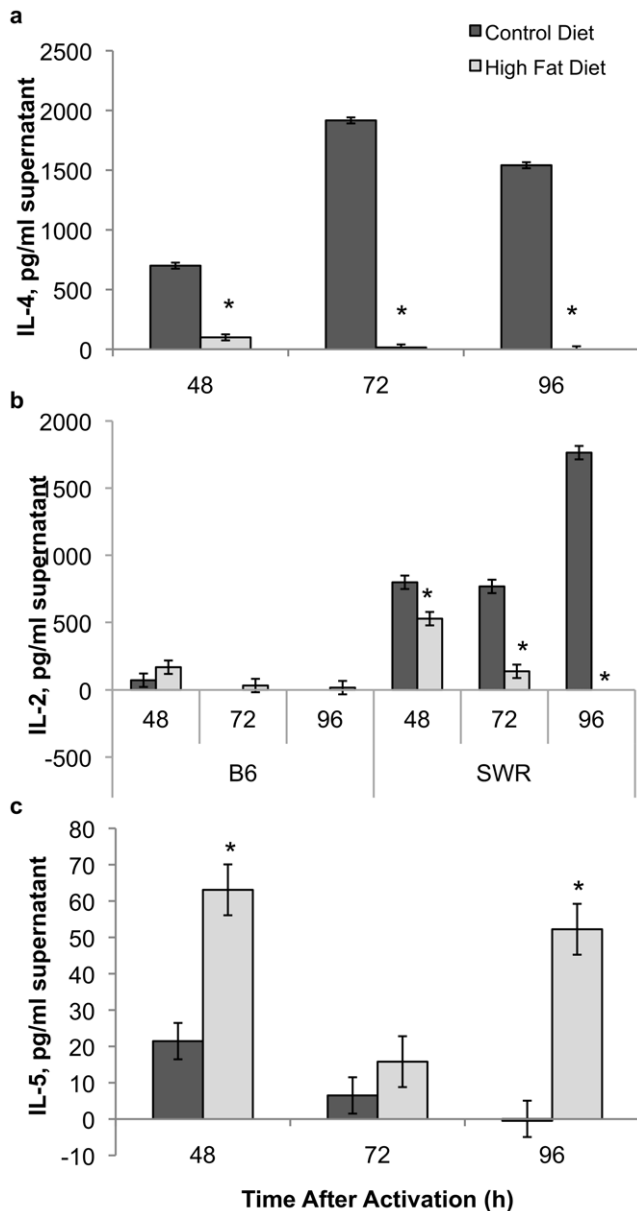 a
Control Diet
High Fat Diet
2500
2000
1500
1000
500
0
IL-4, pg/ml supernatant
*
*
*
48 72 96
b
2000
1500
1000
500
0
-500
IL-2, pg/ml supernatant
*
*
*
48 72 96 48 72 96
B6 SWR
c
80
70
60
50
40
30
20
10
0
-10
IL-5, pg/ml supernatant
*
*
48 72 96
Time After Activation (h)